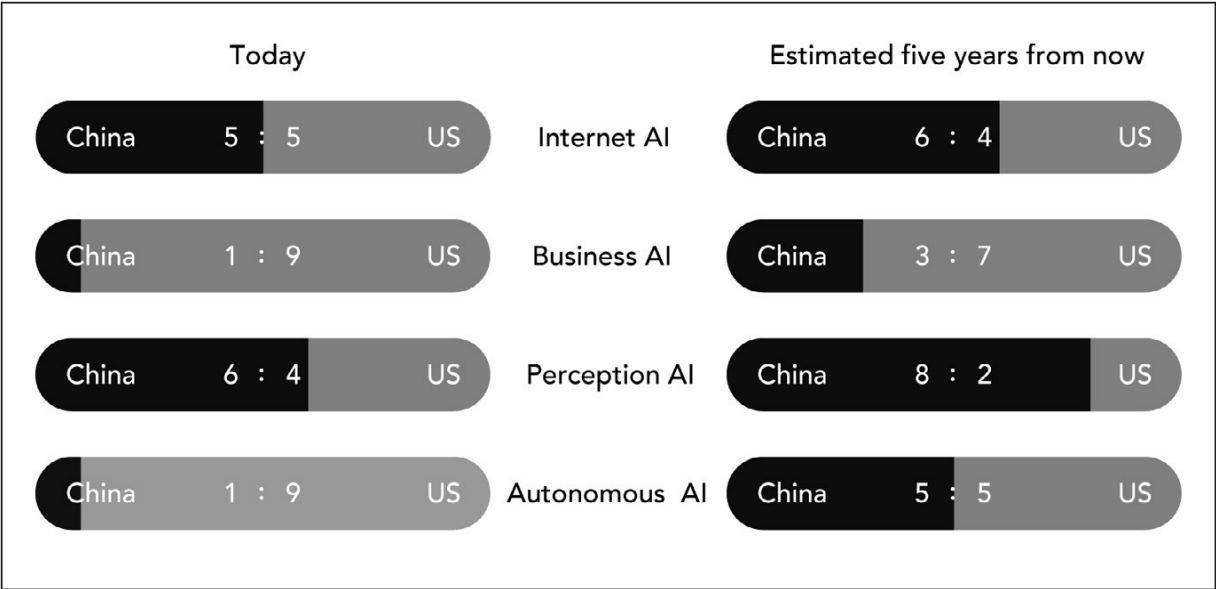 Today Estimated five years from now
China 5 : 5 US Internet AI China 6 : 4 US
China 1 : 9 US Business AI China 3 : 7 US
China 6 : 4 US Perception AI China 8 : 2 US
China 1 : 9 US Autonomous AI China 5 : 5 US